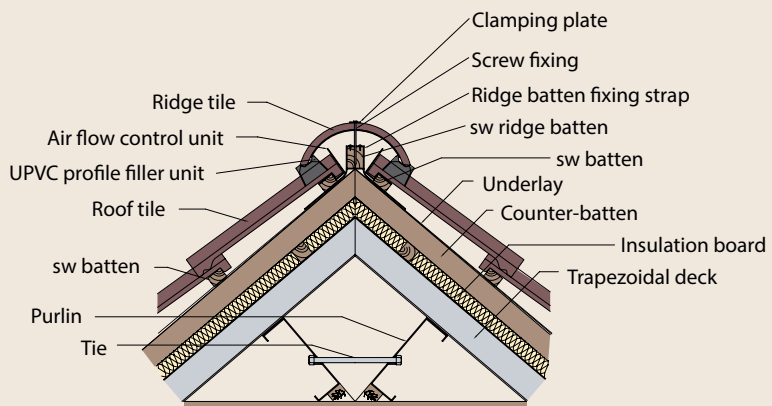 Clamping plate
Screw fixing
Ridge tile
Ridge batten fixing strap
Air flow control unit
sw ridge batten
UPVC profile filler unit
sw batten
Underlay
Roof tile
Counter-batten
Insulation board
sw batten
Trapezoidal deck
Purlin
Tie